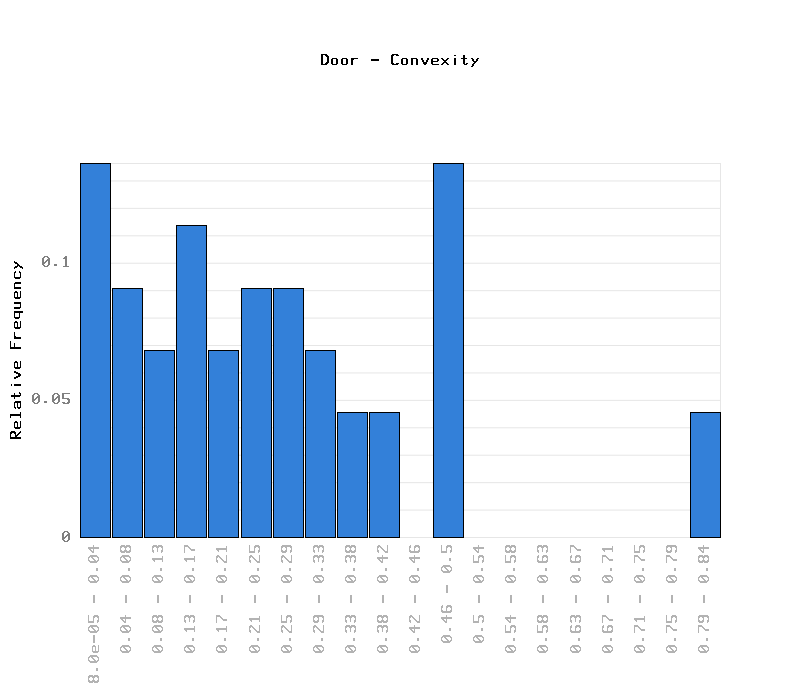 Door - Convexity
Relative Frequency
0.1
0.05
0
8.0e-05 - 0.04
0.04 - 0.08
0.08 - 0.13
0.13 - 0.17
0.17 - 0.21
0.21 - 0.25
0.25 - 0.29
0.29 - 0.33
0.33 - 0.38
0.38 - 0.42
0.42 - 0.46
0.46 - 0.5
0.5 - 0.54
0.54 - 0.58
0.58 - 0.63
0.63 - 0.67
0.67 - 0.71
0.71 - 0.75
0.75 - 0.79
0.79 - 0.84